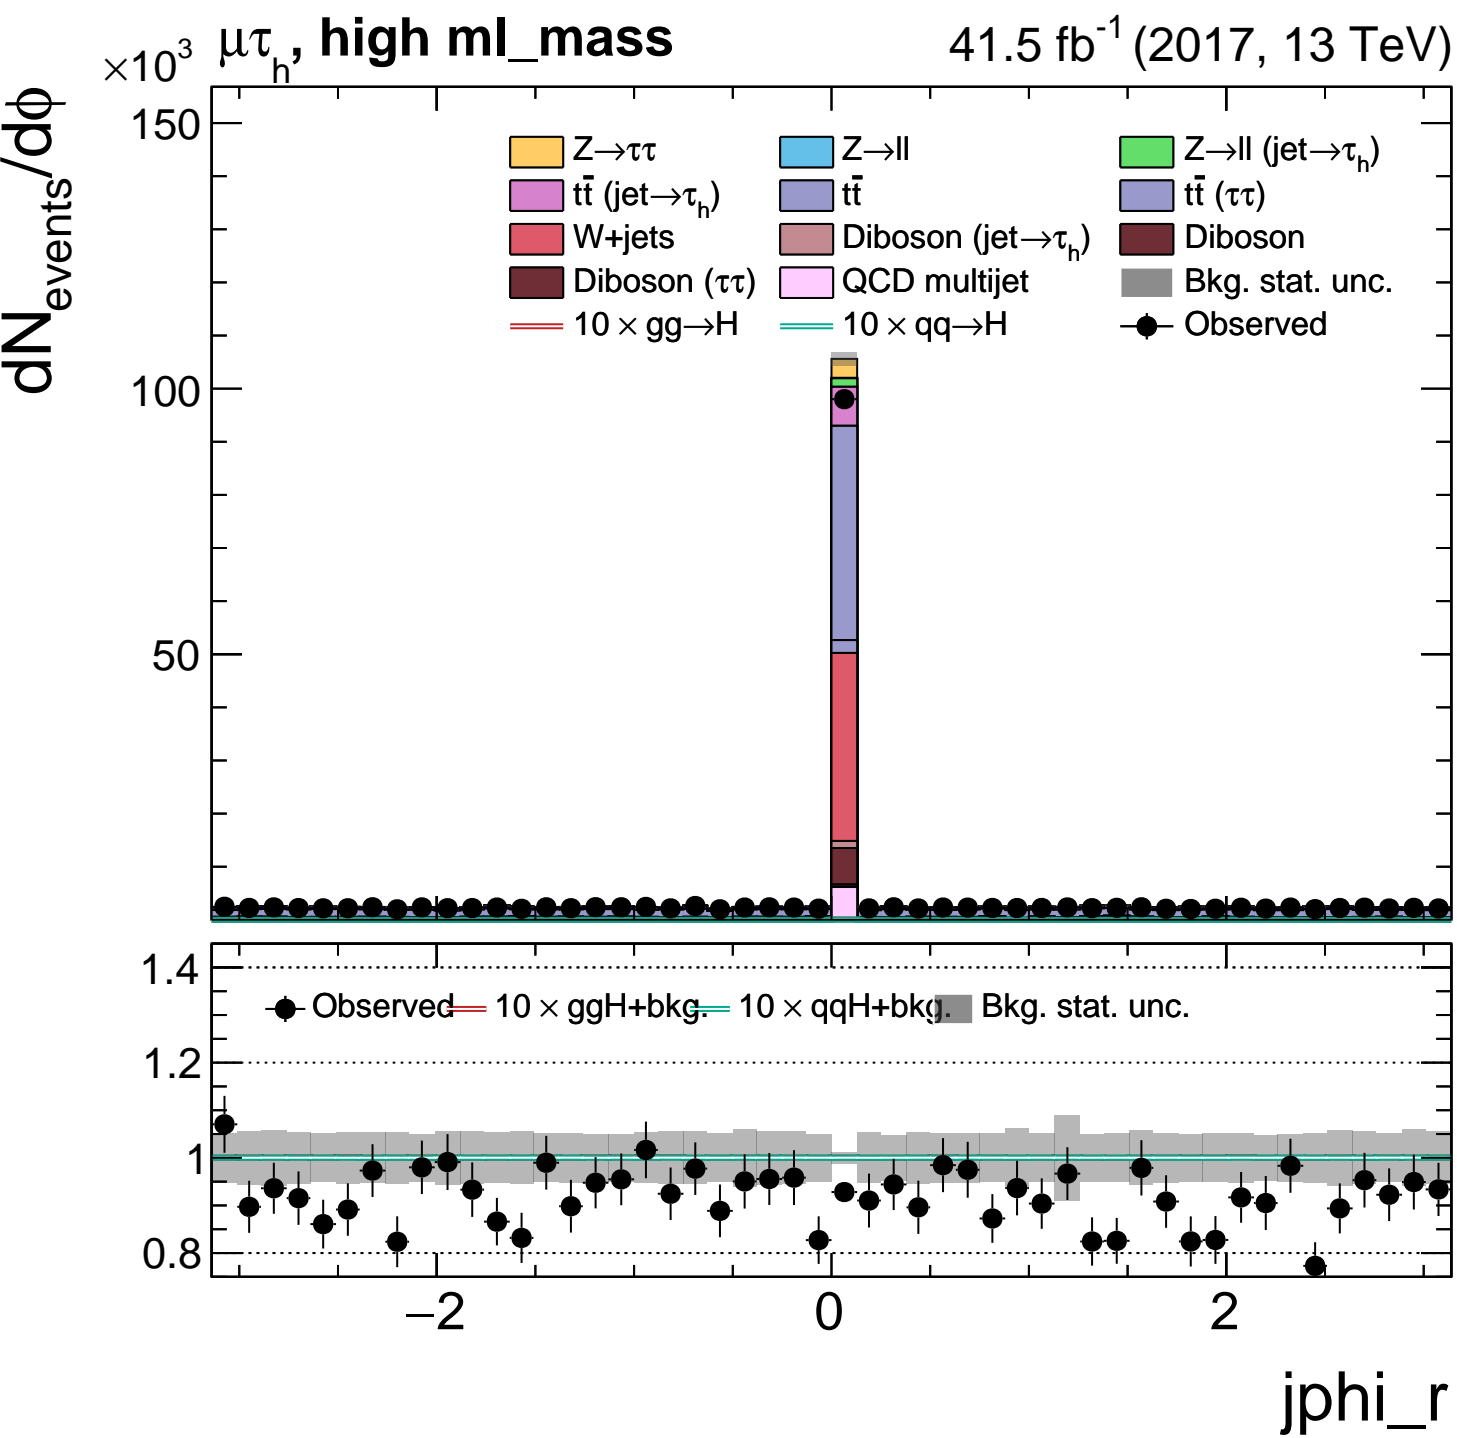 ×10³ μτₕ, high ml_mass 41.5 fb⁻¹ (2017, 13 TeV)
dN_events/dϕ
150
100
50
Z→ττ Z→ll Z→ll (jet→τₕ)
tt̄ (jet→τₕ) tt̄ tt̄ (ττ)
W+jets Diboson (jet→τₕ) Diboson
Diboson (ττ) QCD multijet Bkg. stat. unc.
10 × gg→H 10 × qq→H Observed
1.4
1.2
1
0.8
Observed 10 × ggH+bkg. 10 × qqH+bkg. Bkg. stat. unc.
−2 0 2
jphi_r